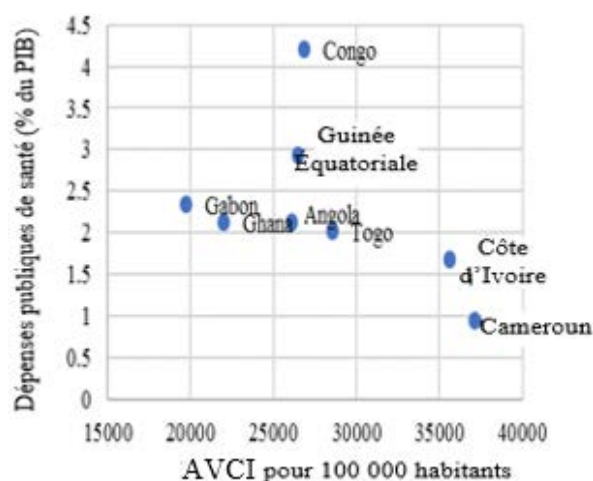 Dépenses publiques de santé (% du PIB)
4.5
4
3.5
3
2.5
2
1.5
1
0.5
0
Congo
Guinée
Équatoriale
Gabon
Ghana
Angola
Togo
Côte
d'Ivoire
Cameroun
15000 20000 25000 30000 35000 40000
AVCI pour 100 000 habitants